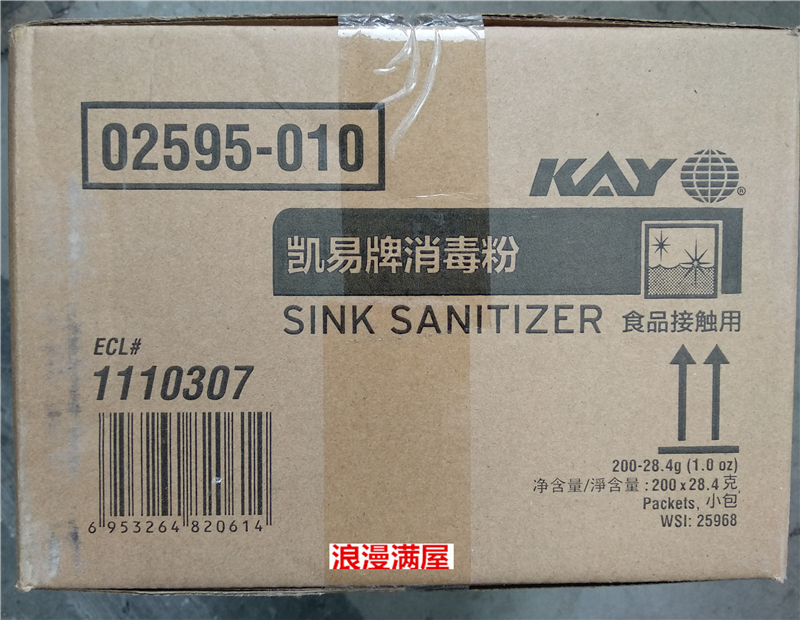 02595-010
KAY®
凯易牌消毒粉
SINK SANITIZER 食品接触用
ECL#
1110307
200-28.4g (1.0 oz)
净含量/淨含量 : 200 x 28.4 克
Packets, 小包
WSI: 25968
6 953264 820614
浪漫满屋